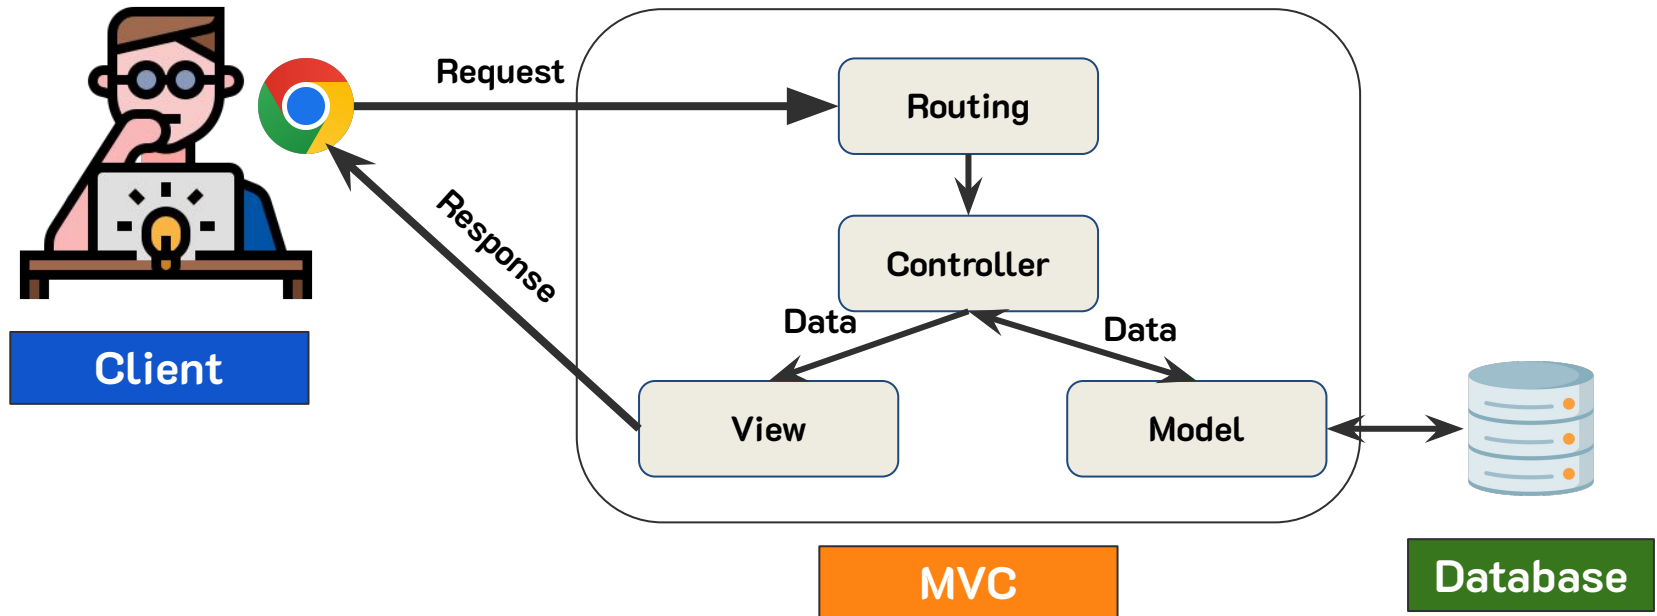 Request
Routing
Response
Controller
Data
Data
Client
View
Model
MVC
Database